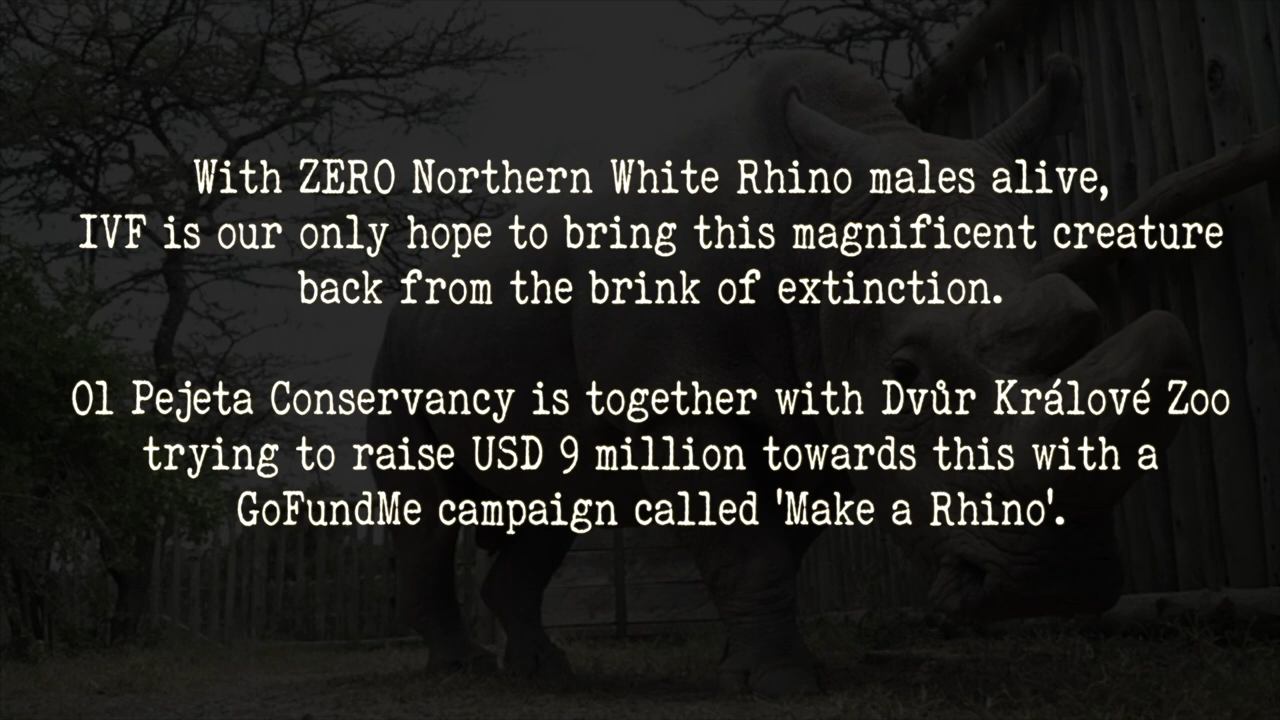 With ZERO Northern White Rhino males alive,
IVF is our only hope to bring this magnificent creature
back from the brink of extinction.
Ol Pejeta Conservancy is together with Dvůr Králové Zoo
trying to raise USD 9 million towards this with a
GoFundMe campaign called 'Make a Rhino'.